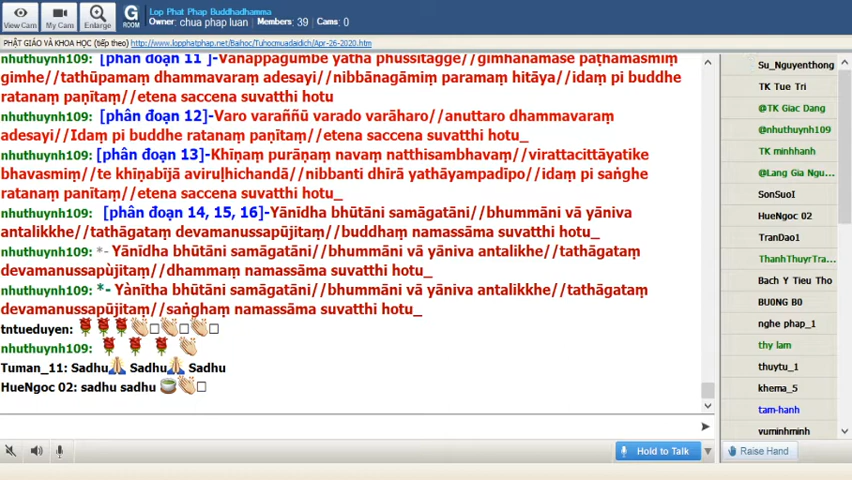 View Cam
My Cam
Enlarge
G
ROOM
Lop Phat Phap Buddhadhamma
Owner: chua phap luan Members: 39 Cams: 0
PHẬT GIÁO VÀ KHOA HỌC (tiếp theo) http://www.lopphatphap.net/Baihoc/Tuhocmuadaidich/Apr-26-2020.htm
nhuthuynh109: [phân đoạn 11 ]-Vanappagumbe yathā phussitagge//gimhānamāse paṭhamasmiṃ
gimhe//tathūpamaṃ dhammavaraṃ adesayi//nibbānagāmiṃ paramaṃ hitāya//idaṃ pi buddhe
ratanaṃ paṇītaṃ//etena saccena suvatthi hotu
nhuthuynh109: [phân đoạn 12]-Varo varaññū varado varāharo//anuttaro dhammavaraṃ
adesayi//Idaṃ pi buddhe ratanaṃ paṇītaṃ//etena saccena suvatthi hotu_
nhuthuynh109: [phân đoạn 13]-Khīṇaṃ purāṇaṃ navaṃ natthisambhavaṃ//virattacittāyatike
bhavasmiṃ//te khīṇabījā aviruḷhichandā//nibbanti dhīrā yathāyampadīpo//idaṃ pi saṅghe
ratanaṃ panītaṃ//etena saccena suvatthi hotu_
nhuthuynh109: [phân đoạn 14, 15, 16]-Yānīdha bhūtāni samāgatāni//bhummāni vā yāniva
antalikkhe//tathāgataṃ devamanussapūjitaṃ//buddhaṃ namassāma suvatthi hotu_
nhuthuynh109: *- Yānīdha bhūtāni samāgatāni//bhummāni vā yāniva antalikhe//tathāgataṃ
devamanussapùjitaṃ//dhammaṃ namassāma suvatthi hotu_
nhuthuynh109: *- Yànītha bhūtāni samāgatāni//bhummāni vā yāniva antalikkhe//tathāgataṃ
devamanussapūjitaṃ//saṅghaṃ namassāma suvatthi hotu_
tntueduyen: 🌹🌹🌹👏□👏□👏□
nhuthuynh109: 🌹 🌹 🌹 👏
Tuman_11: Sadhu🙏 Sadhu🙏 Sadhu
HueNgoc 02: sadhu sadhu 🍵👏□
Su_Nguyenthong
TK Tue Tri
@TK Giac Dang
@nhuthuynh109
TK minhhanh
@Lang Gia Ngu...
SonSuoI
HueNgoc 02
TranDao1
ThanhThuyrTra...
Bach Y Tieu Tho
BU0NG B0
nghe phap_1
thy lam
thuytu_1
khema_5
tam-hanh
vuminhminh
Hold to Talk
Raise Hand